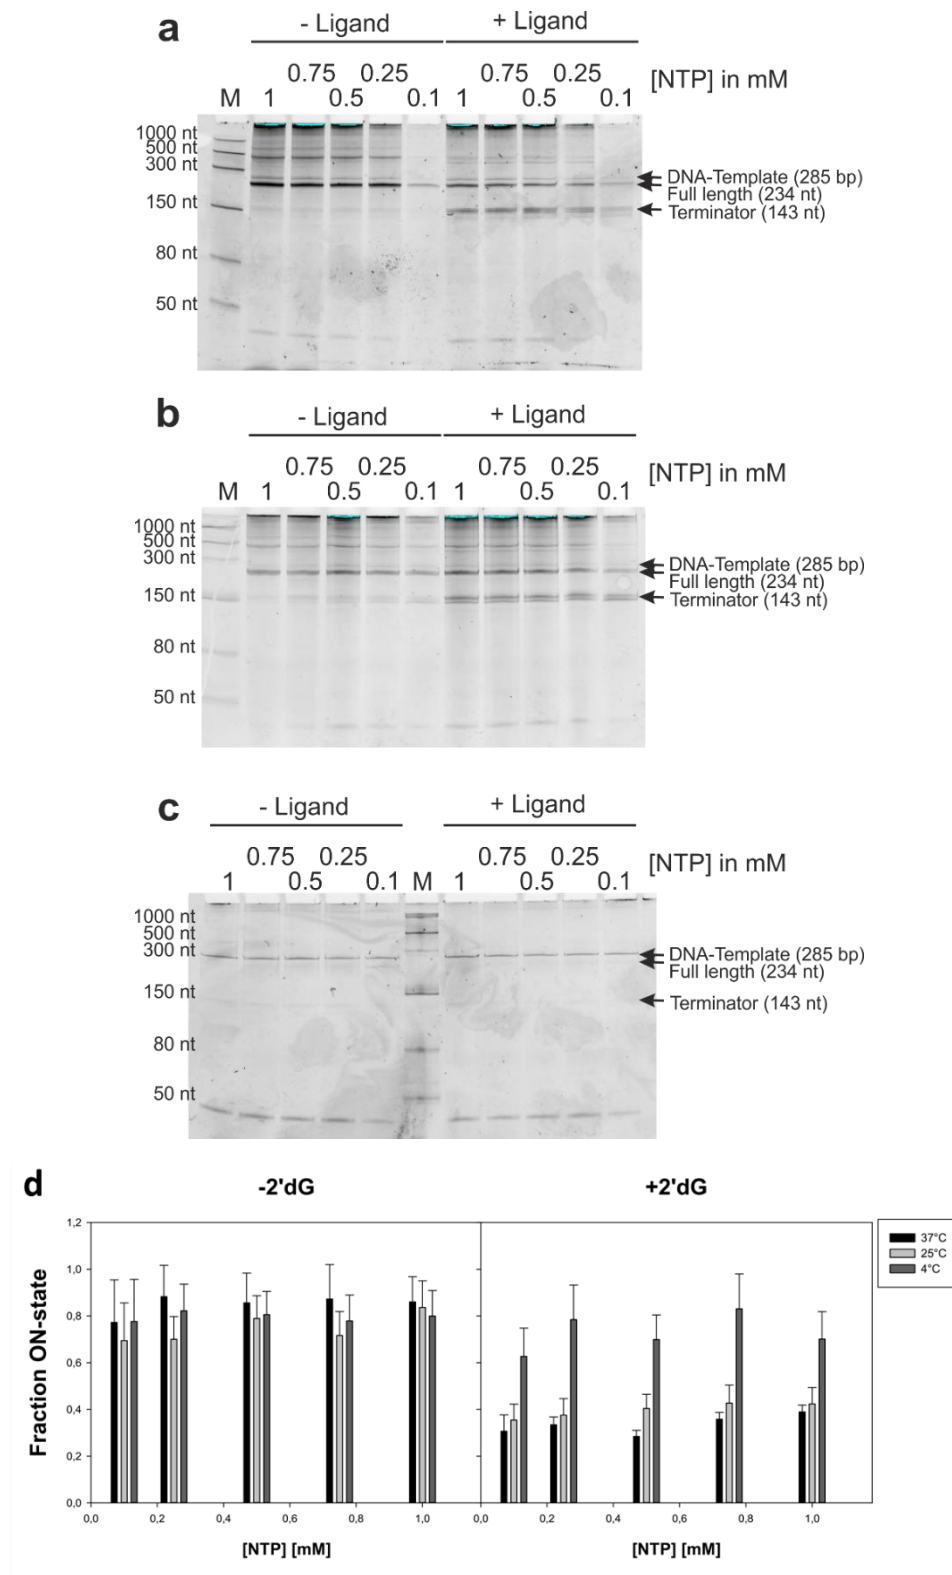 a
- Ligand + Ligand
0.75 0.25 0.75 0.25
[NTP] in mM
M 1 0.5 0.1 1 0.5 0.1
1000 nt
500 nt
300 nt
150 nt
80 nt
50 nt
DNA-Template (285 bp)
Full length (234 nt)
Terminator (143 nt)
b
- Ligand + Ligand
0.75 0.25 0.75 0.25
[NTP] in mM
M 1 0.5 0.1 1 0.5 0.1
1000 nt
500 nt
300 nt
150 nt
80 nt
50 nt
DNA-Template (285 bp)
Full length (234 nt)
Terminator (143 nt)
c
- Ligand + Ligand
0.75 0.25 0.75 0.25
[NTP] in mM
1 0.5 0.1 M 1 0.5 0.1
1000 nt
500 nt
300 nt
150 nt
80 nt
50 nt
DNA-Template (285 bp)
Full length (234 nt)
Terminator (143 nt)
d
-2'dG +2'dG
1,2
1,0
0,8
0,6
0,4
0,2
0,0
Fraction ON-state
37°C
25°C
4°C
0,0 0,2 0,4 0,6 0,8 1,0 0,0 0,2 0,4 0,6 0,8 1,0
[NTP] [mM] [NTP] [mM]